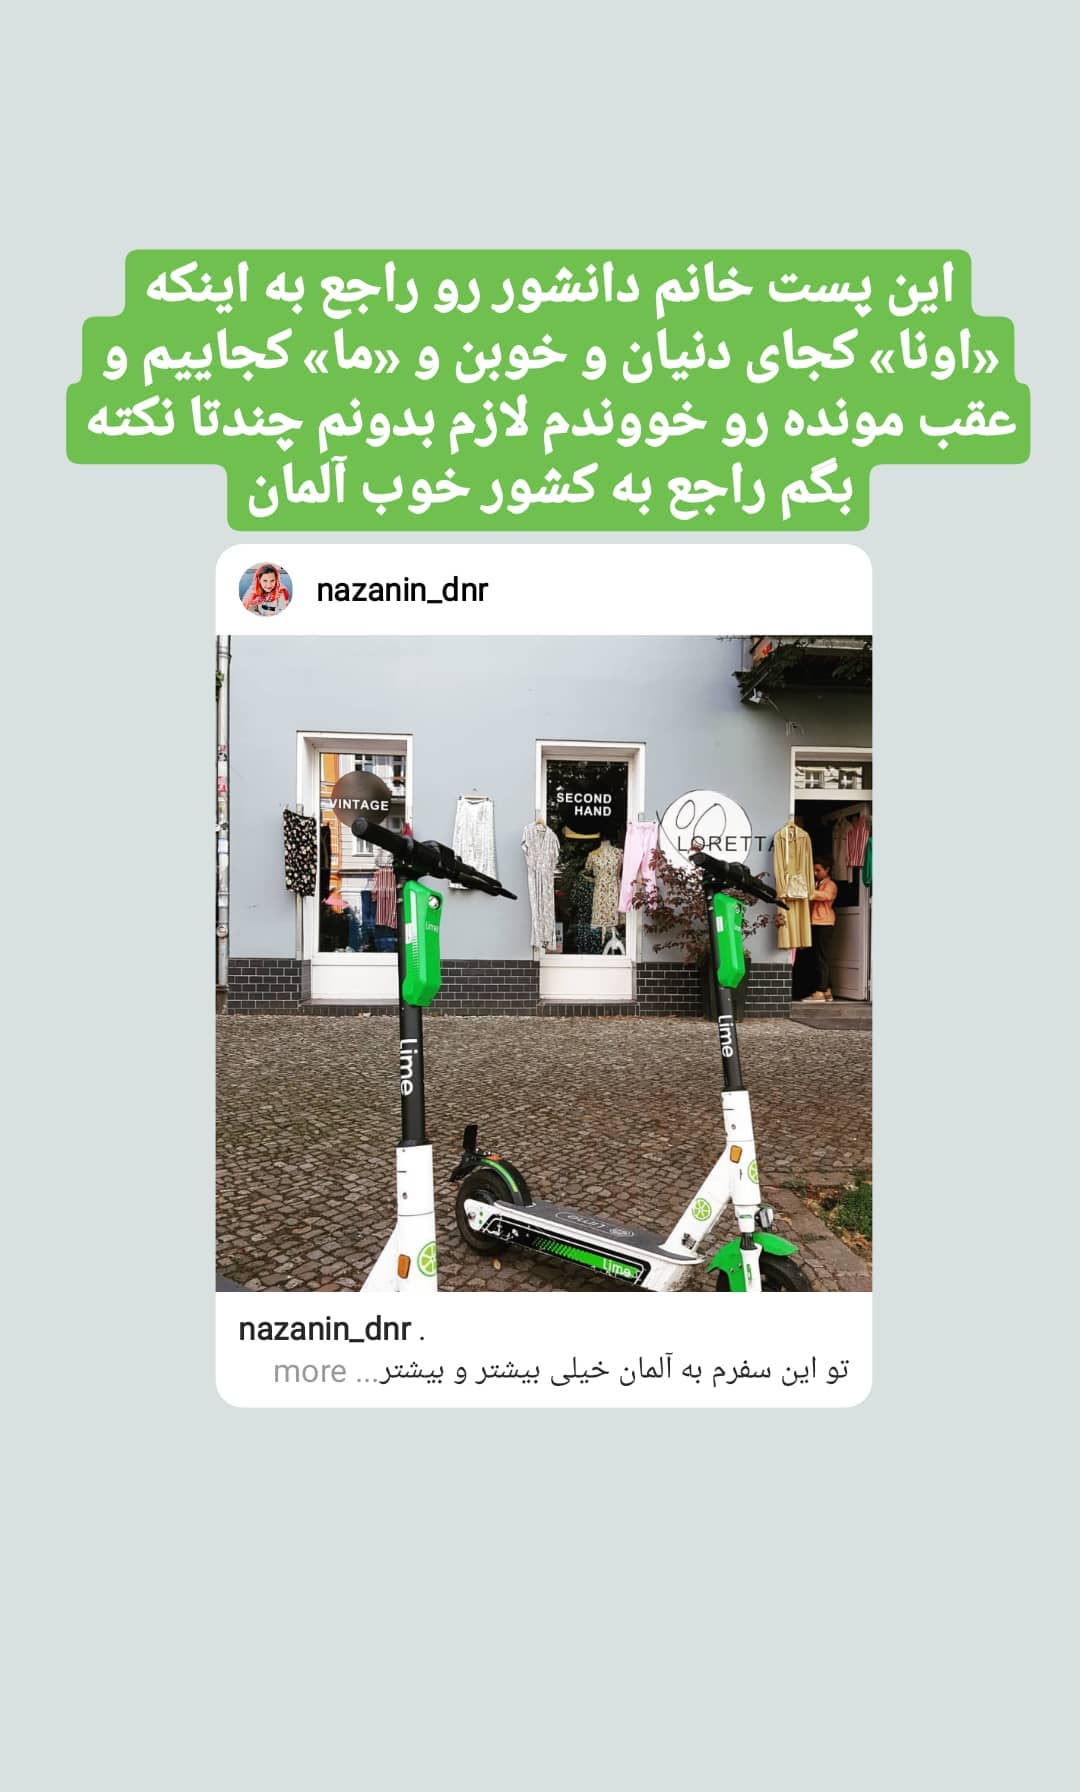 این پست خانم دانشور رو راجع به اینکه
«اونا» کجای دنیان و خوبن و «ما» کجاییم و
عقب مونده رو خووندم لازم بدونم چندتا نکته
بگم راجع به کشور خوب آلمان
nazanin_dnr
VINTAGE
SECOND
HAND
LORETTA
Lime
Lime
Lime
Lime
Lime
nazanin_dnr .
تو این سفرم به آلمان خیلی بیشتر و بیشتر... more